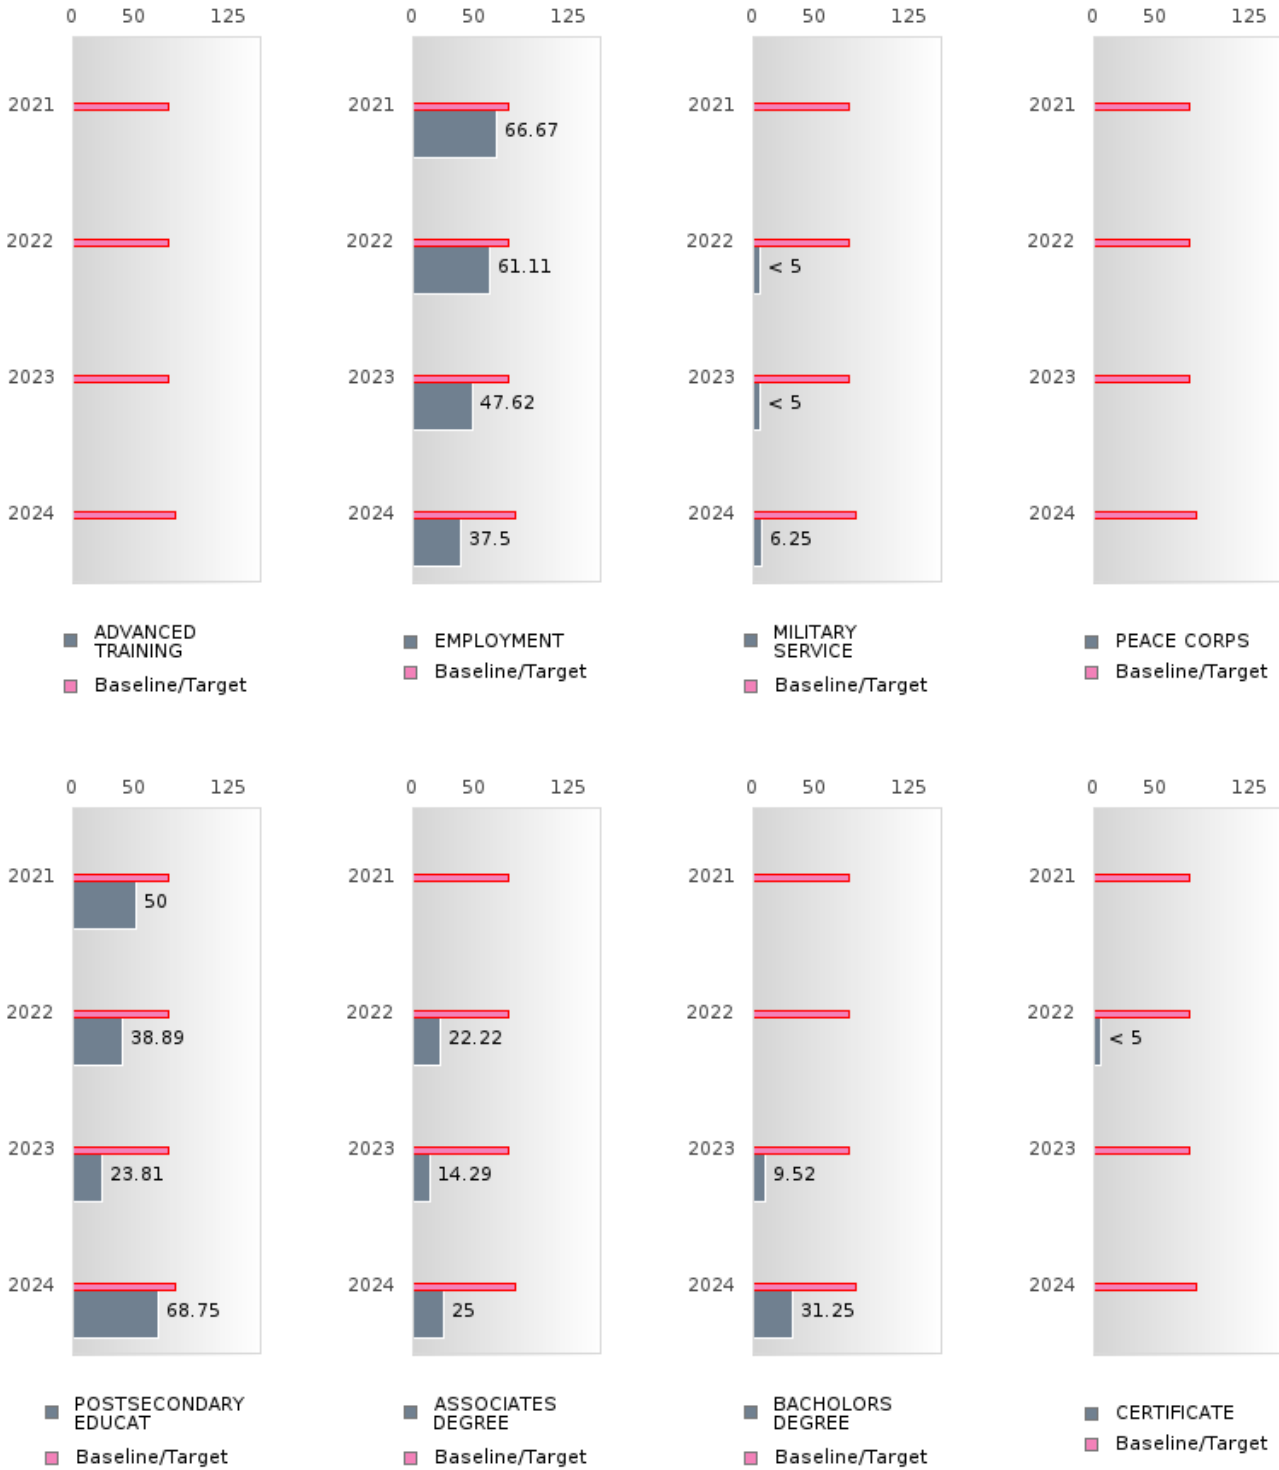 0 50 125
0 50 125
0 50 125
0 50 125
2021
2022
2023
2024
2021
66.67
2022
61.11
2023
47.62
2024
37.5
2021
2022
< 5
2023
< 5
2024
6.25
2021
2022
2023
2024
ADVANCED
TRAINING
Baseline/Target
EMPLOYMENT
Baseline/Target
MILITARY
SERVICE
Baseline/Target
PEACE CORPS
Baseline/Target
0 50 125
0 50 125
0 50 125
0 50 125
2021
50
2022
38.89
2023
23.81
2024
68.75
2021
2022
22.22
2023
14.29
2024
25
2021
2022
2023
9.52
2024
31.25
2021
2022
< 5
2023
2024
POSTSECONDARY
EDUCAT
Baseline/Target
ASSOCIATES
DEGREE
Baseline/Target
BACHOLORS
DEGREE
Baseline/Target
CERTIFICATE
Baseline/Target